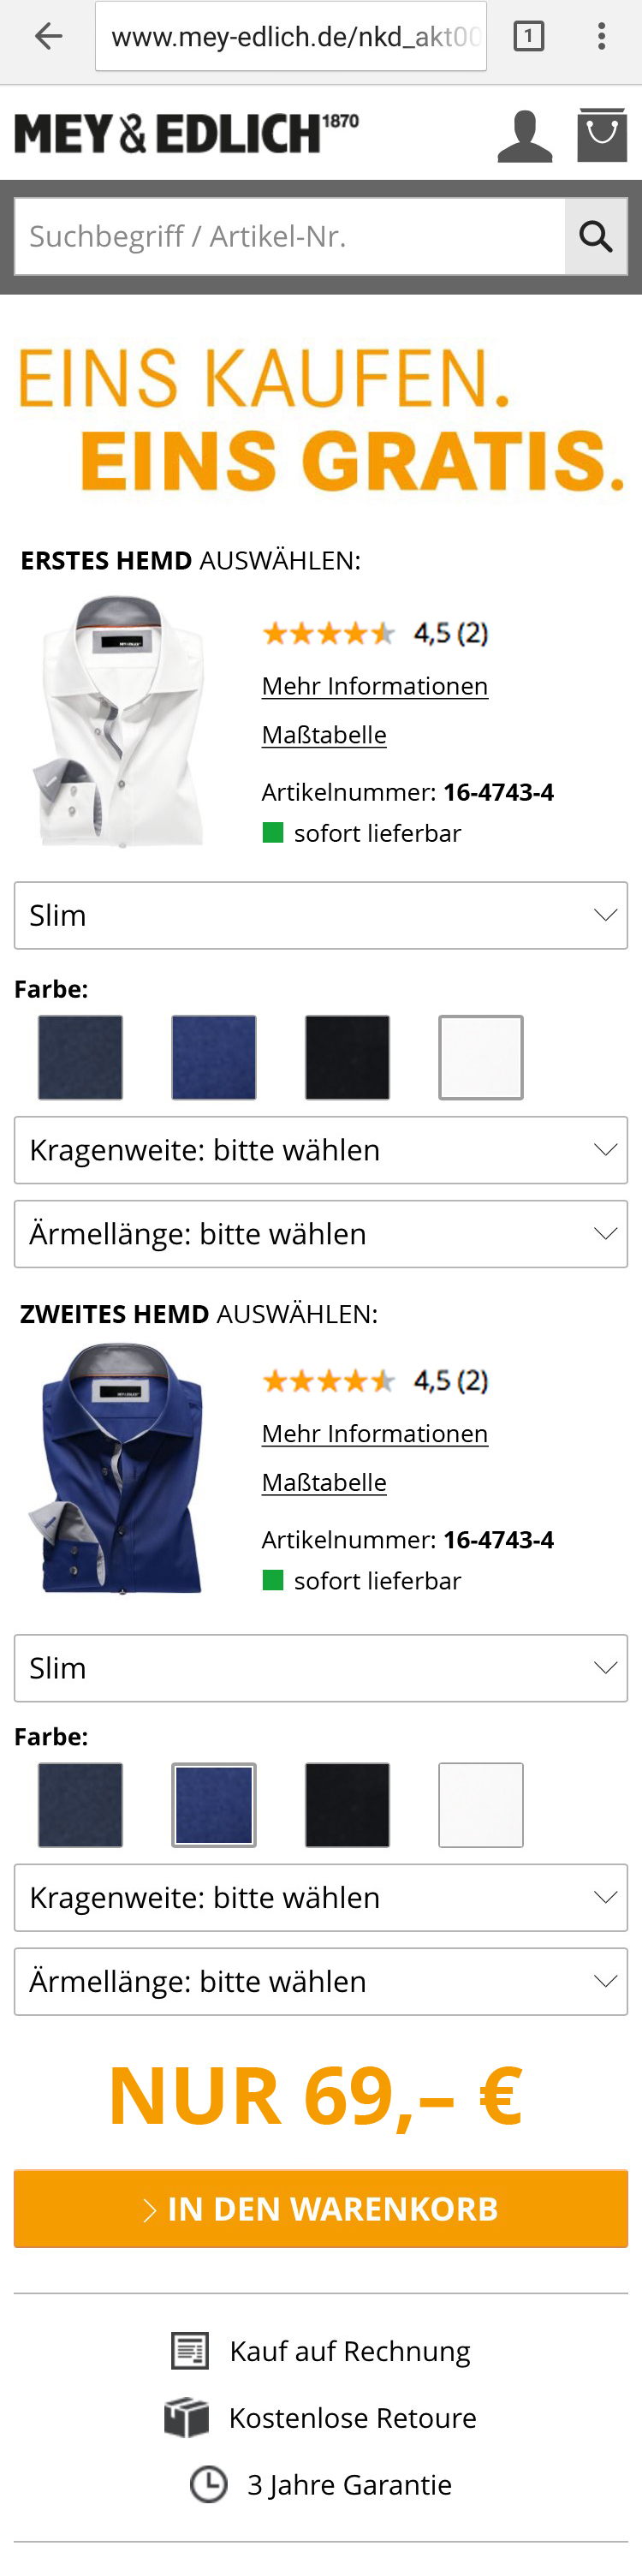 www.mey-edlich.de/nkd_akt00
1
MEY & EDLICH 1870
Suchbegriff / Artikel-Nr.
EINS KAUFEN.
EINS GRATIS.
ERSTES HEMD AUSWÄHLEN:
4,5 (2)
Mehr Informationen
Maßtabelle
Artikelnummer: 16-4743-4
sofort lieferbar
Slim
Farbe:
Kragenweite: bitte wählen
Ärmellänge: bitte wählen
ZWEITES HEMD AUSWÄHLEN:
4,5 (2)
Mehr Informationen
Maßtabelle
Artikelnummer: 16-4743-4
sofort lieferbar
Slim
Farbe:
Kragenweite: bitte wählen
Ärmellänge: bitte wählen
NUR 69,– €
IN DEN WARENKORB
Kauf auf Rechnung
Kostenlose Retoure
3 Jahre Garantie